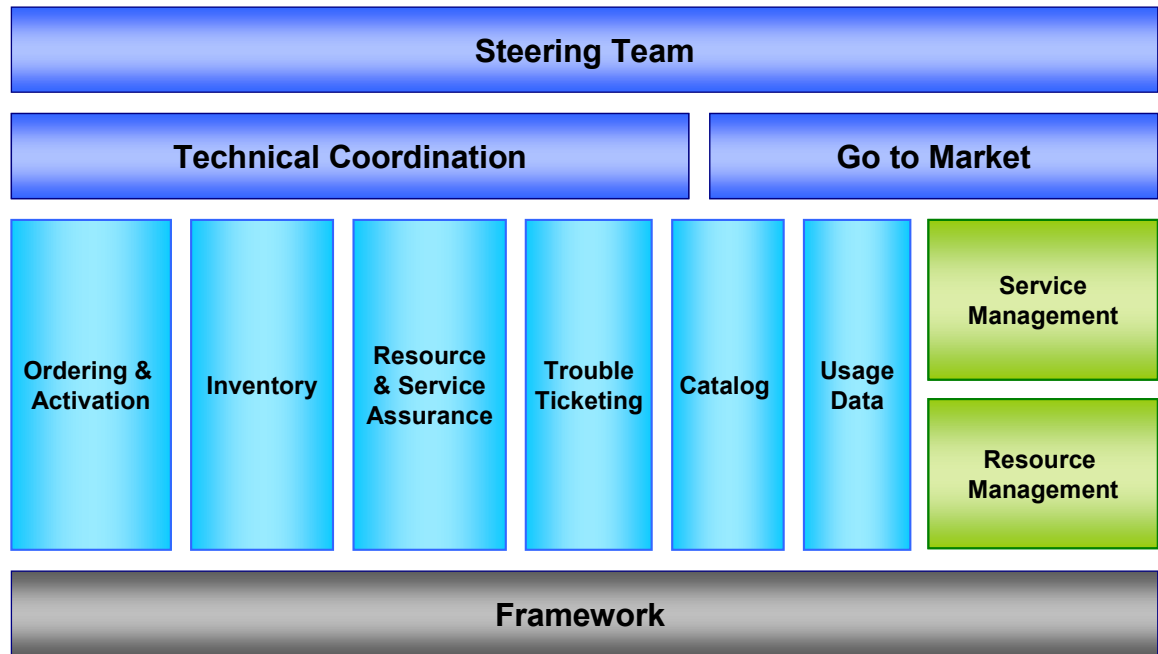 Steering Team
Technical Coordination
Go to Market
Ordering &
Activation
Inventory
Resource
& Service
Assurance
Trouble
Ticketing
Catalog
Usage
Data
Service
Management
Resource
Management
Framework